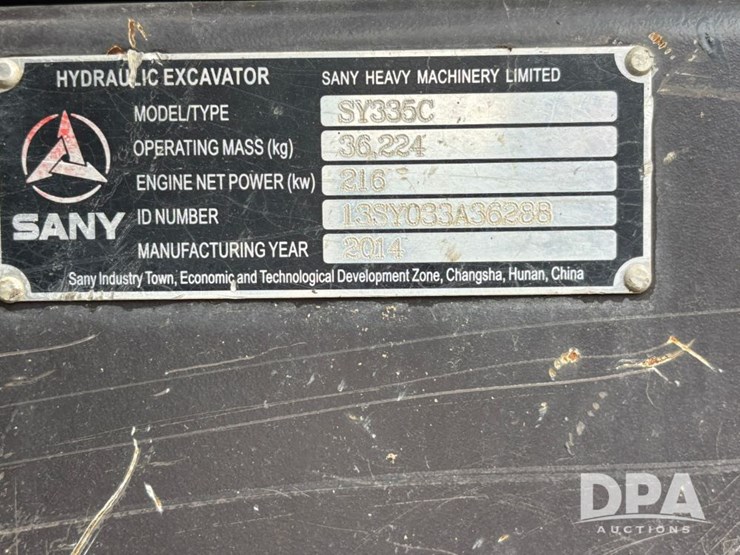 HYDRAULIC EXCAVATOR SANY HEAVY MACHINERY LIMITED
MODEL/TYPE SY335C
OPERATING MASS (kg) 36,224
ENGINE NET POWER (kw) 216
SANY
ID NUMBER 13SY033A36288
MANUFACTURING YEAR 2014
Sany Industry Town, Economic and Technological Development Zone, Changsha, Hunan, China
DPA
AUCTIONS